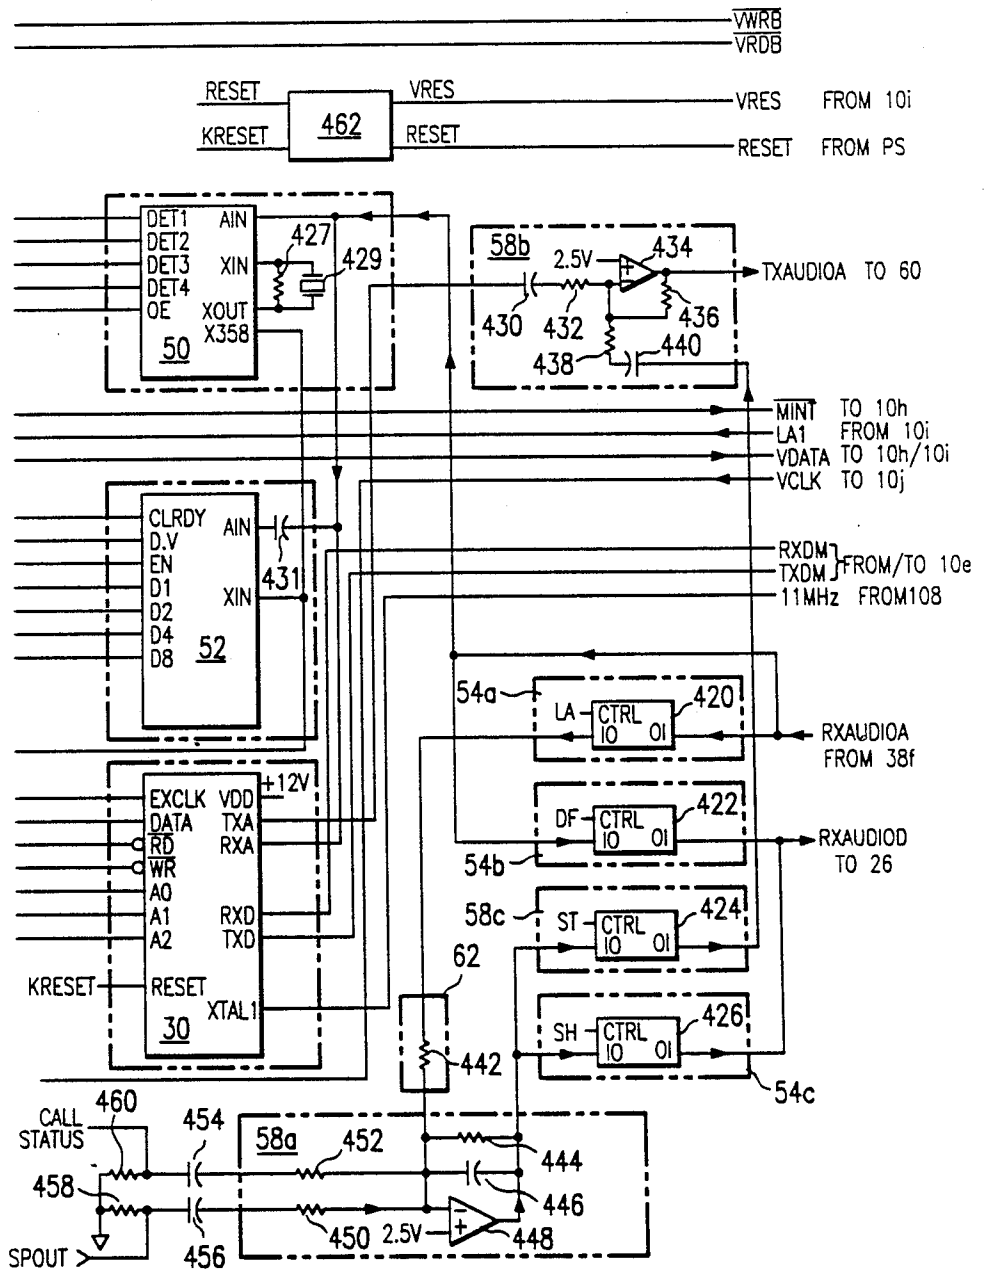 V̅W̅R̅B̅
V̅R̅D̅B̅
RESET
VRES
VRES FROM 10i
462
KRESET
RESET
RESET FROM PS
DET1 AIN
427
DET2
DET3 XIN
429
DET4
OE XOUT
X358
50
58b
2.5V
+
−
434
TXAUDIOA TO 60
430
432
436
438
440
M̅I̅N̅T̅ TO 10h
LA1 FROM 10i
VDATA TO 10h/10i
VCLK TO 10j
CLRDY AIN
D.V
EN
431
D1 XIN
D2
D4 52
D8
RXDM
TXDM
FROM/TO 10e
11MHz FROM108
54a
LA
CTRL
IO OI
420
RXAUDIOA
FROM 38f
+12V
EXCLK VDD
DATA TXA
R̅D̅ RXA
W̅R̅
A0
A1 RXD
A2 TXD
KRESET
RESET
XTAL1
30
DF
CTRL
IO OI
422
54b
RXAUDIOD
TO 26
58c
ST
CTRL
IO OI
424
62
SH
CTRL
IO OI
426
54c
442
460
CALL
STATUS
454
58a
452
444
458
446
456
450
2.5V
−
+
448
SPOUT